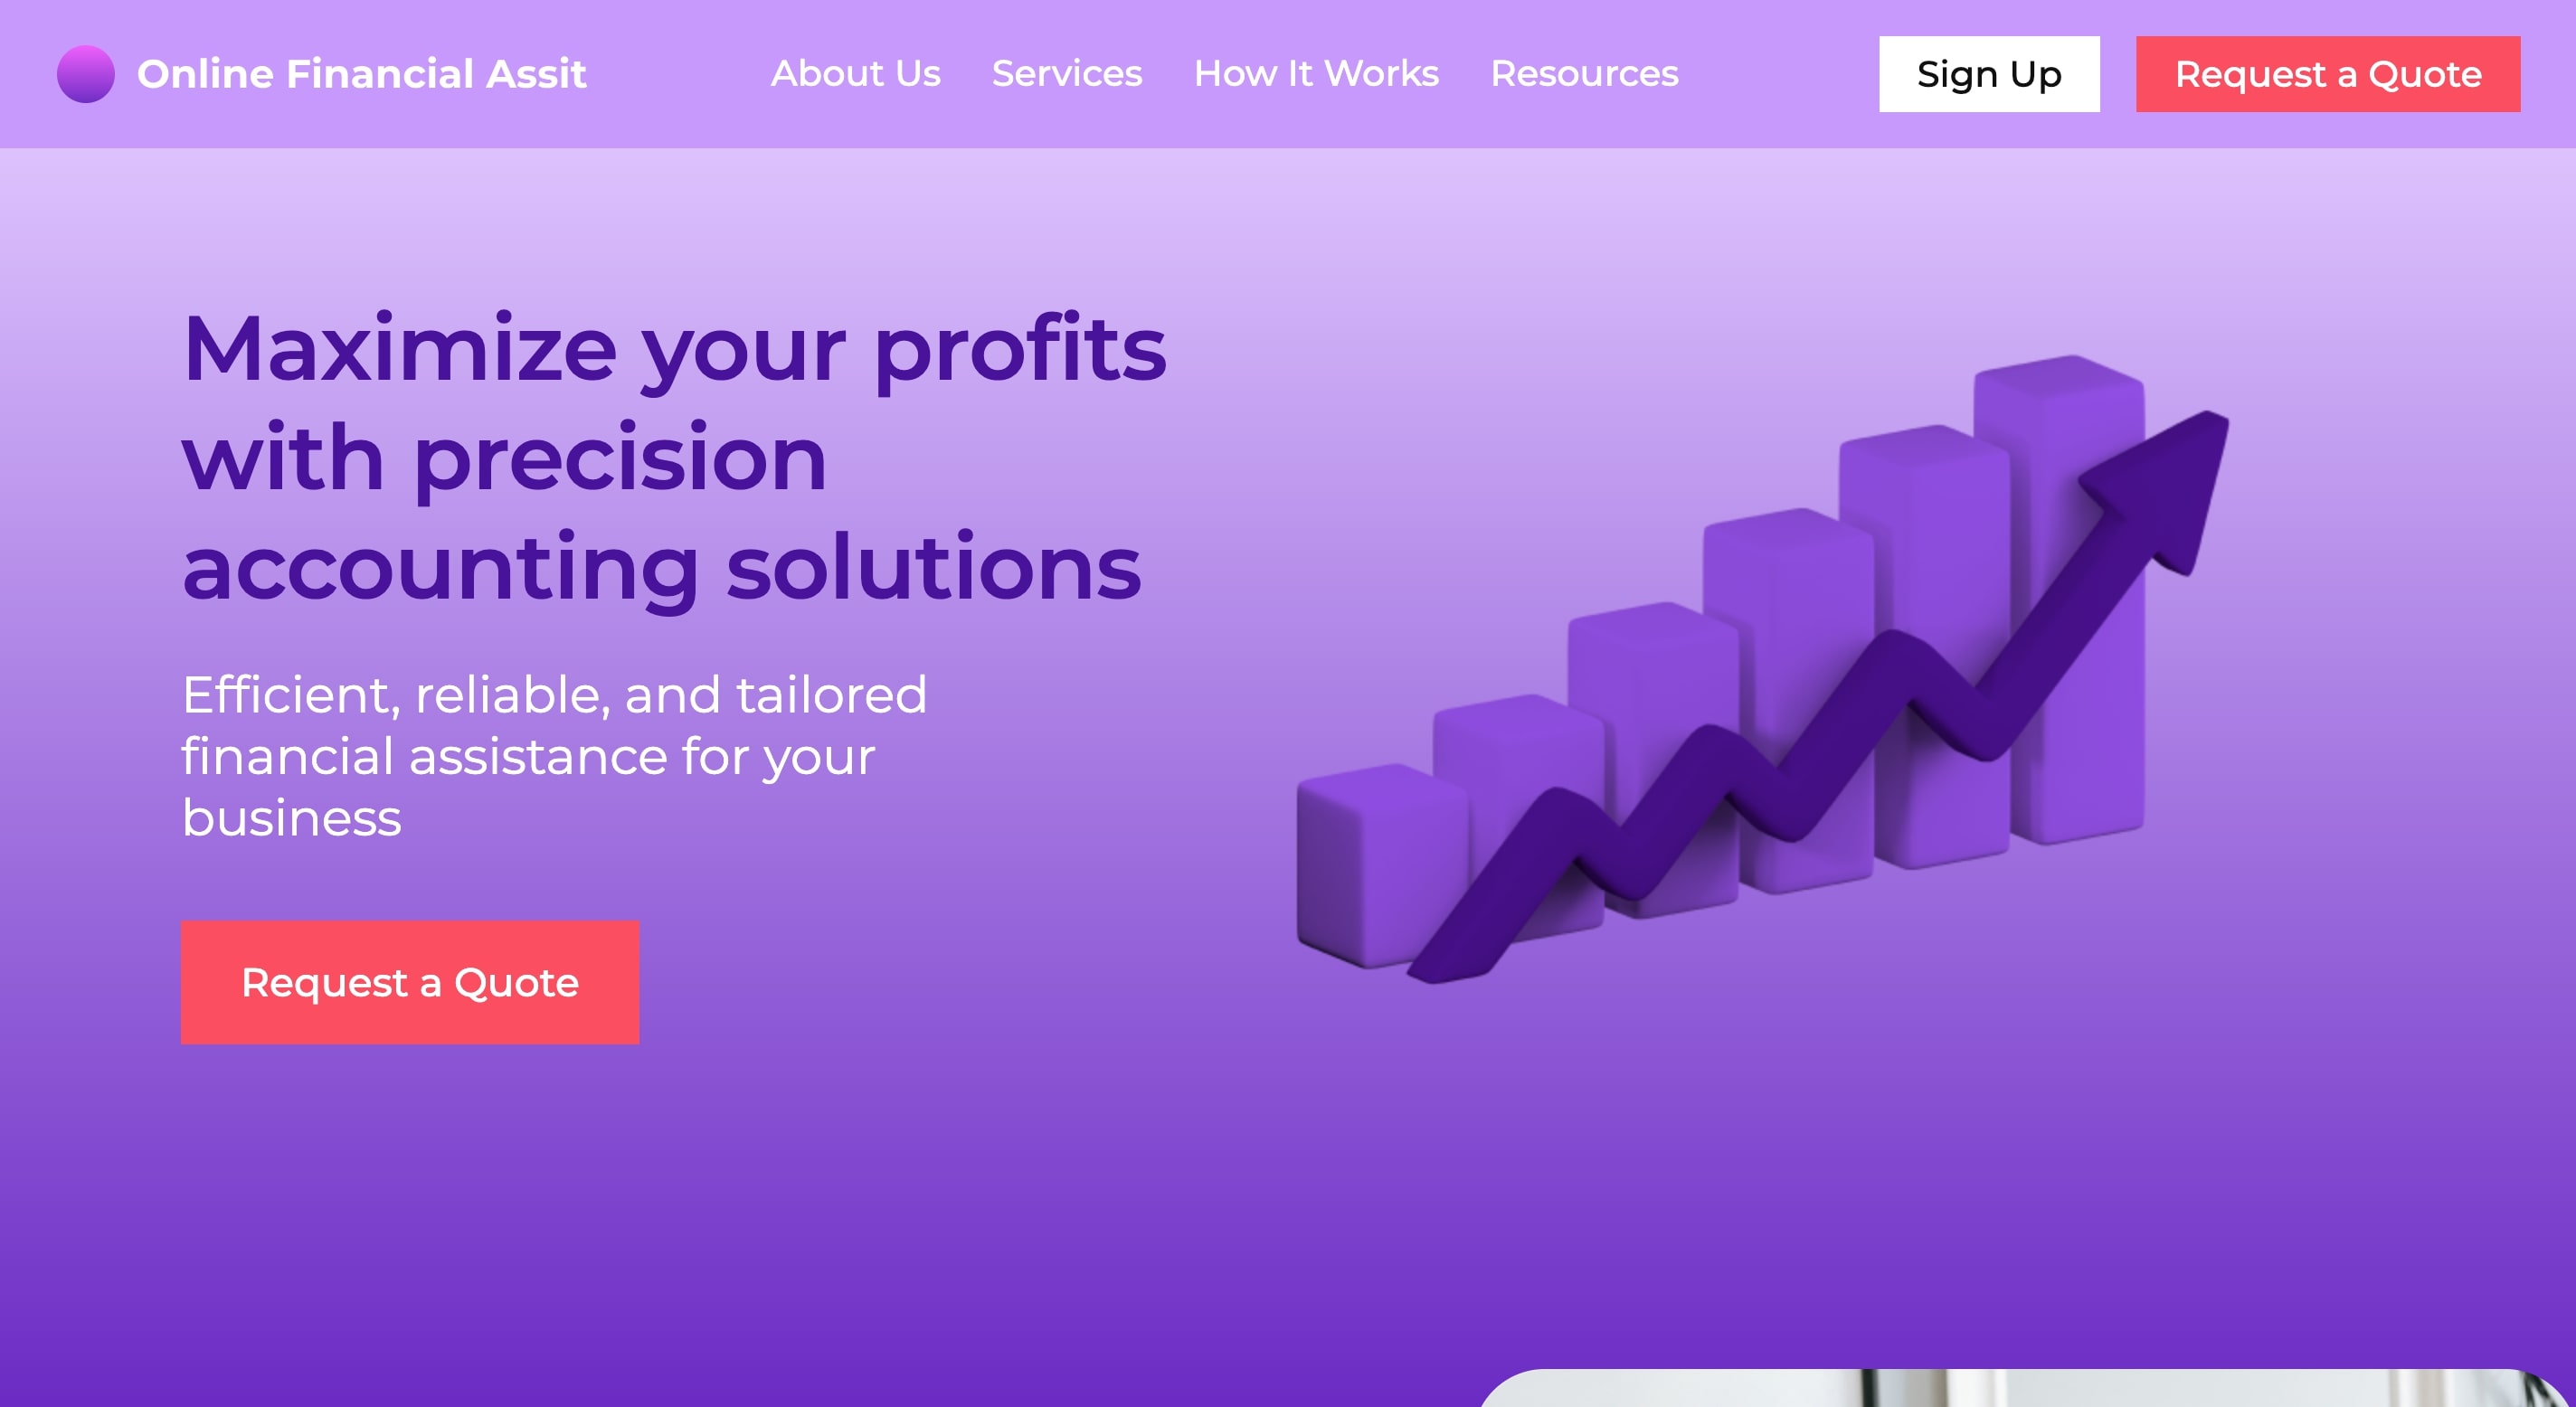 Online Financial Assit
About Us
Services
How It Works
Resources
Sign Up
Request a Quote
Maximize your profits
with precision
accounting solutions
Efficient, reliable, and tailored
financial assistance for your
business
Request a Quote